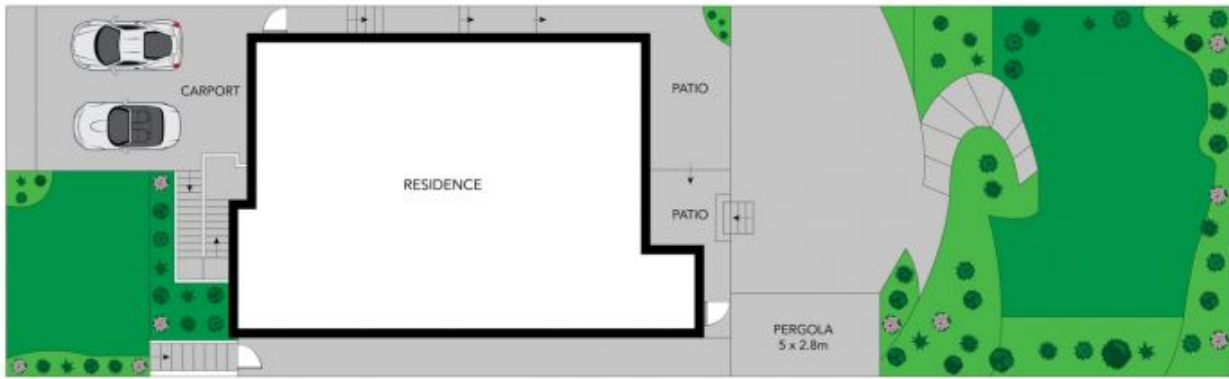 CARPORT
PATIO
RESIDENCE
PATIO
PERGOLA
5 x 2.8m